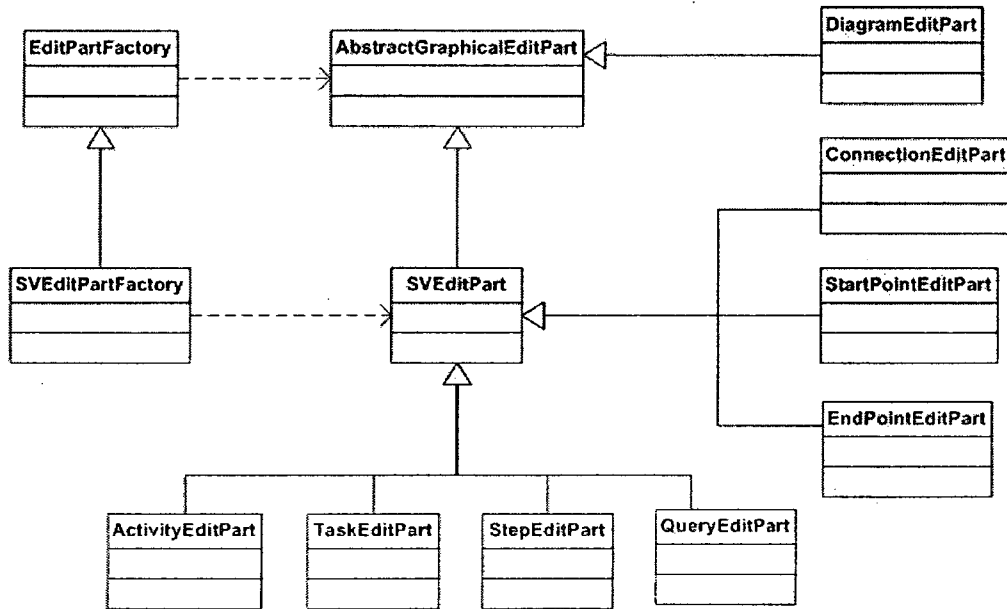 EditPartFactory
AbstractGraphicalEditPart
DiagramEditPart
ConnectionEditPart
SVEditPartFactory
SVEditPart
StartPointEditPart
EndPointEditPart
ActivityEditPart
TaskEditPart
StepEditPart
QueryEditPart